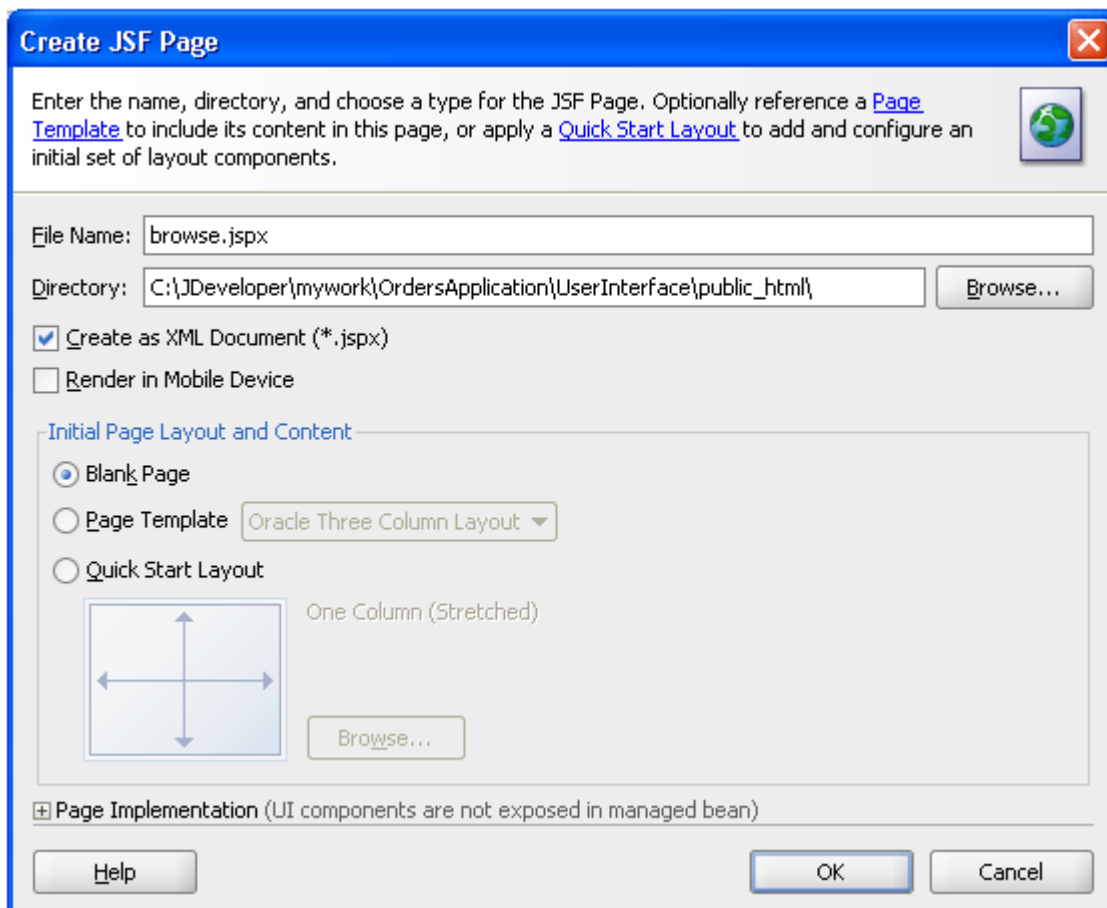 Create JSF Page
Enter the name, directory, and choose a type for the JSF Page. Optionally reference a Page
Template to include its content in this page, or apply a Quick Start Layout to add and configure an
initial set of layout components.
File Name: browse.jspx
Directory: C:\JDeveloper\mywork\OrdersApplication\UserInterface\public_html\ Browse...
Create as XML Document (*.jspx)
Render in Mobile Device
Initial Page Layout and Content
Blank Page
Page Template Oracle Three Column Layout
Quick Start Layout
One Column (Stretched)
Browse...
Page Implementation (UI components are not exposed in managed bean)
Help OK Cancel